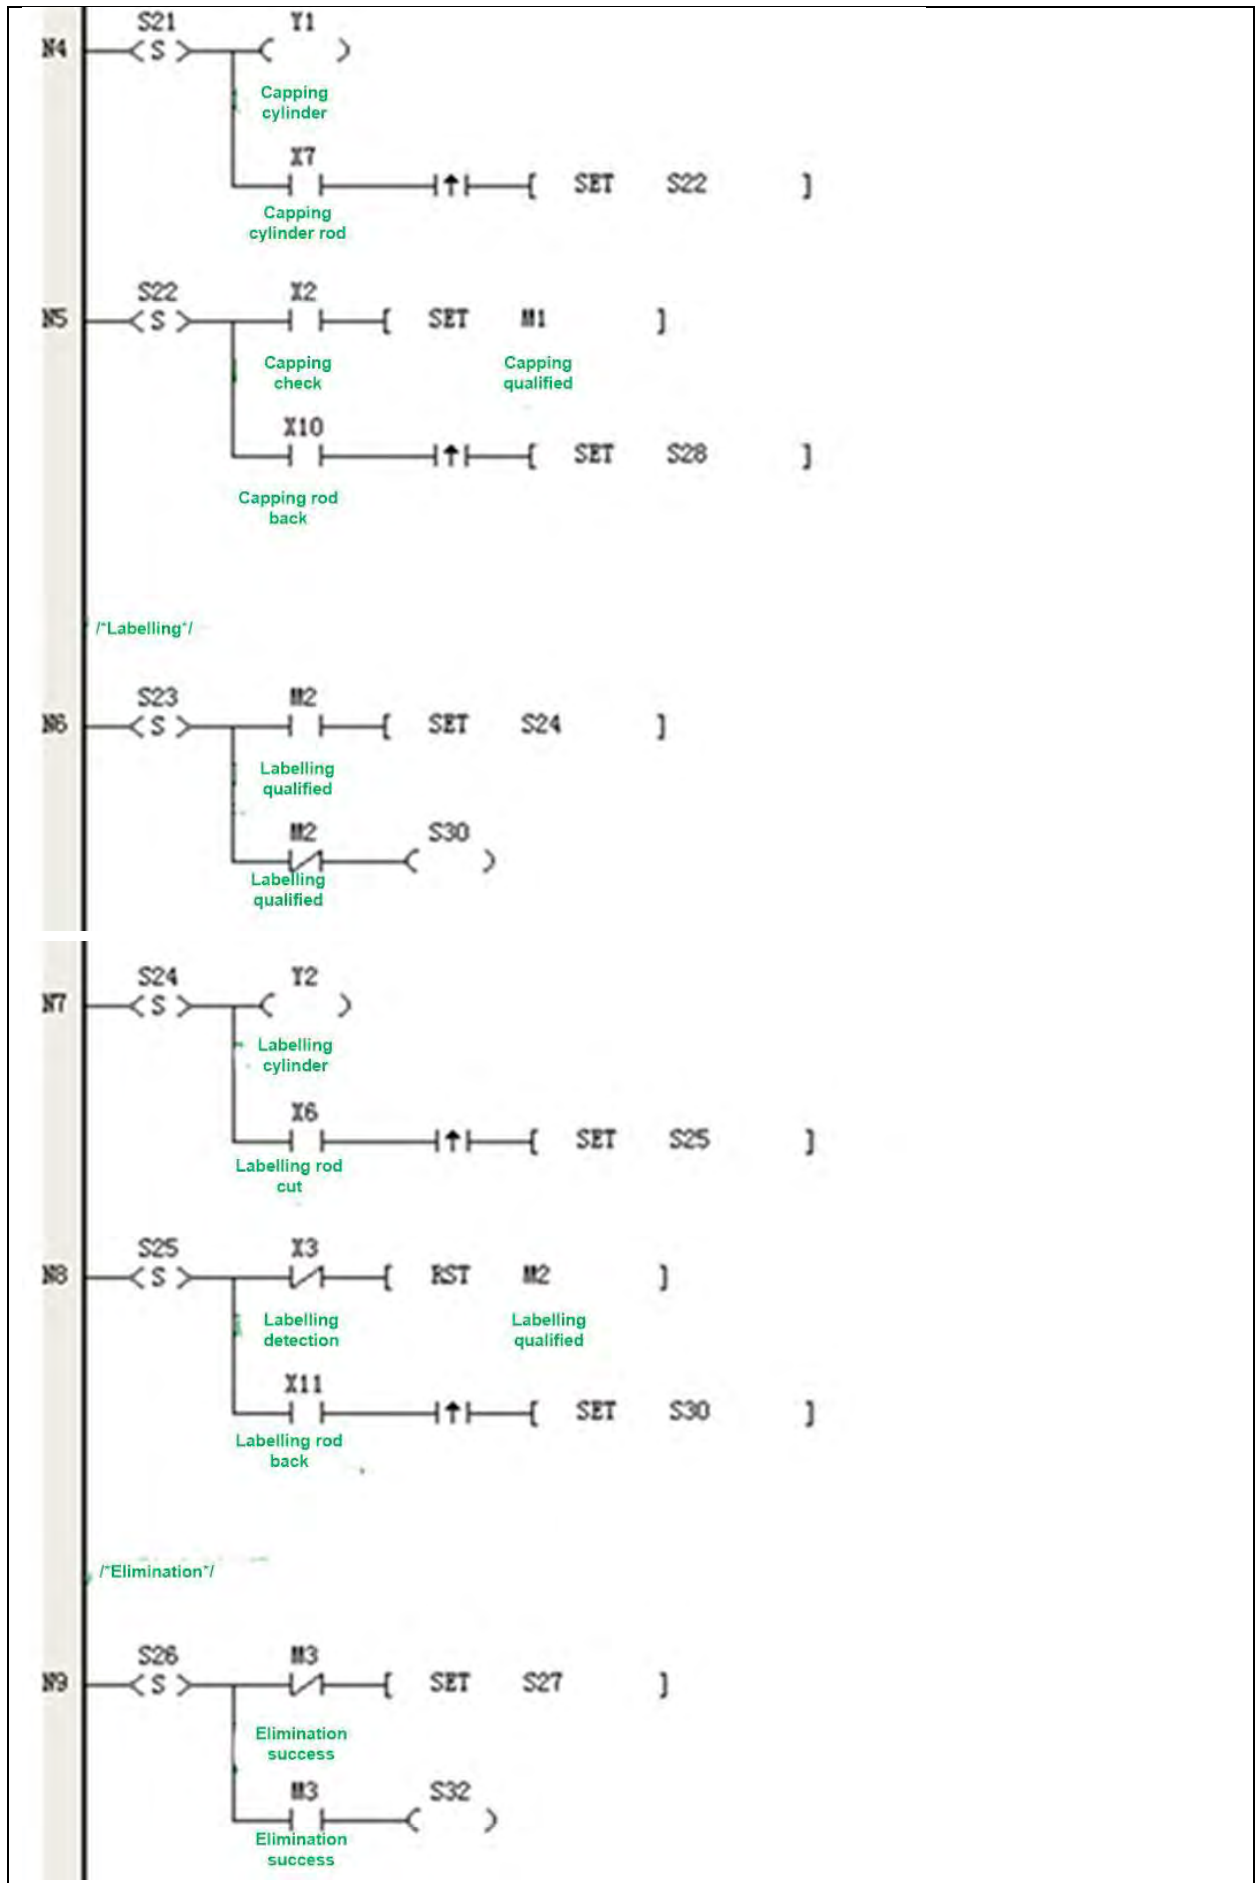 S21 Y1
N4 S
Capping
cylinder
X7
SET S22
Capping
cylinder rod
S22 X2
N5 S SET M1
Capping
check
Capping
qualified
X10
SET S28
Capping rod
back
/*Labelling*/
S23 M2
N6 S SET S24
Labelling
qualified
M2 S30
Labelling
qualified
S24 Y2
N7 S
Labelling
cylinder
X6
SET S25
Labelling rod
cut
S25 X3
N8 S RST M2
Labelling
detection
Labelling
qualified
X11
SET S30
Labelling rod
back
/*Elimination*/
S26 M3
N9 S SET S27
Elimination
success
M3 S32
Elimination
success